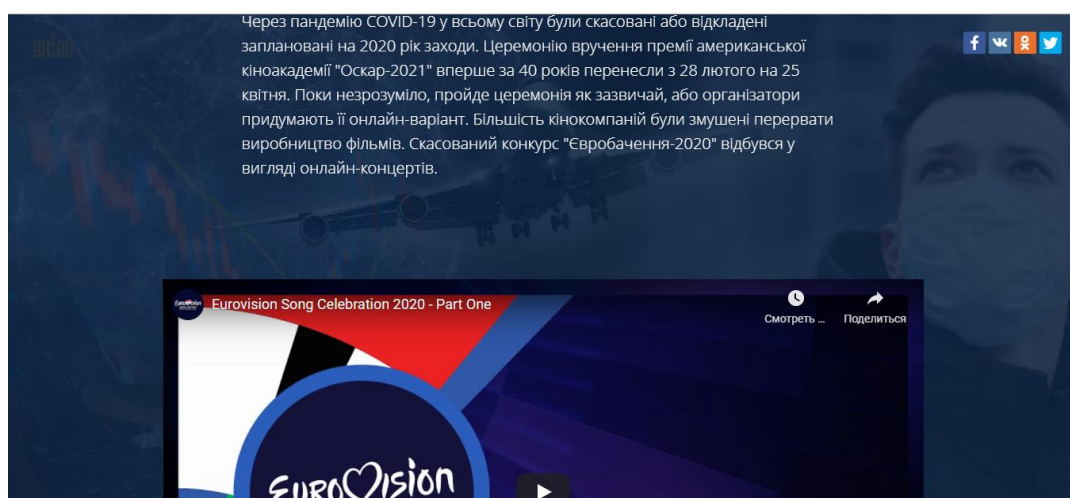 Через пандемію COVID-19 у всьому світу були скасовані або відкладені
заплановані на 2020 рік заходи. Церемонію вручення премії американської
кіноакадемії "Оскар-2021" вперше за 40 років перенесли з 28 лютого на 25
квітня. Поки незрозуміло, пройде церемонія як зазвичай, або організатори
придумають її онлайн-варіант. Більшість кінокомпаній були змушені перервати
виробництво фільмів. Скасований конкурс "Євробачення-2020" відбувся у
вигляді онлайн-концертів.
УНІАН
Eurovision Song Celebration 2020 - Part One
Смотреть ...
Поделиться
EUROVISION